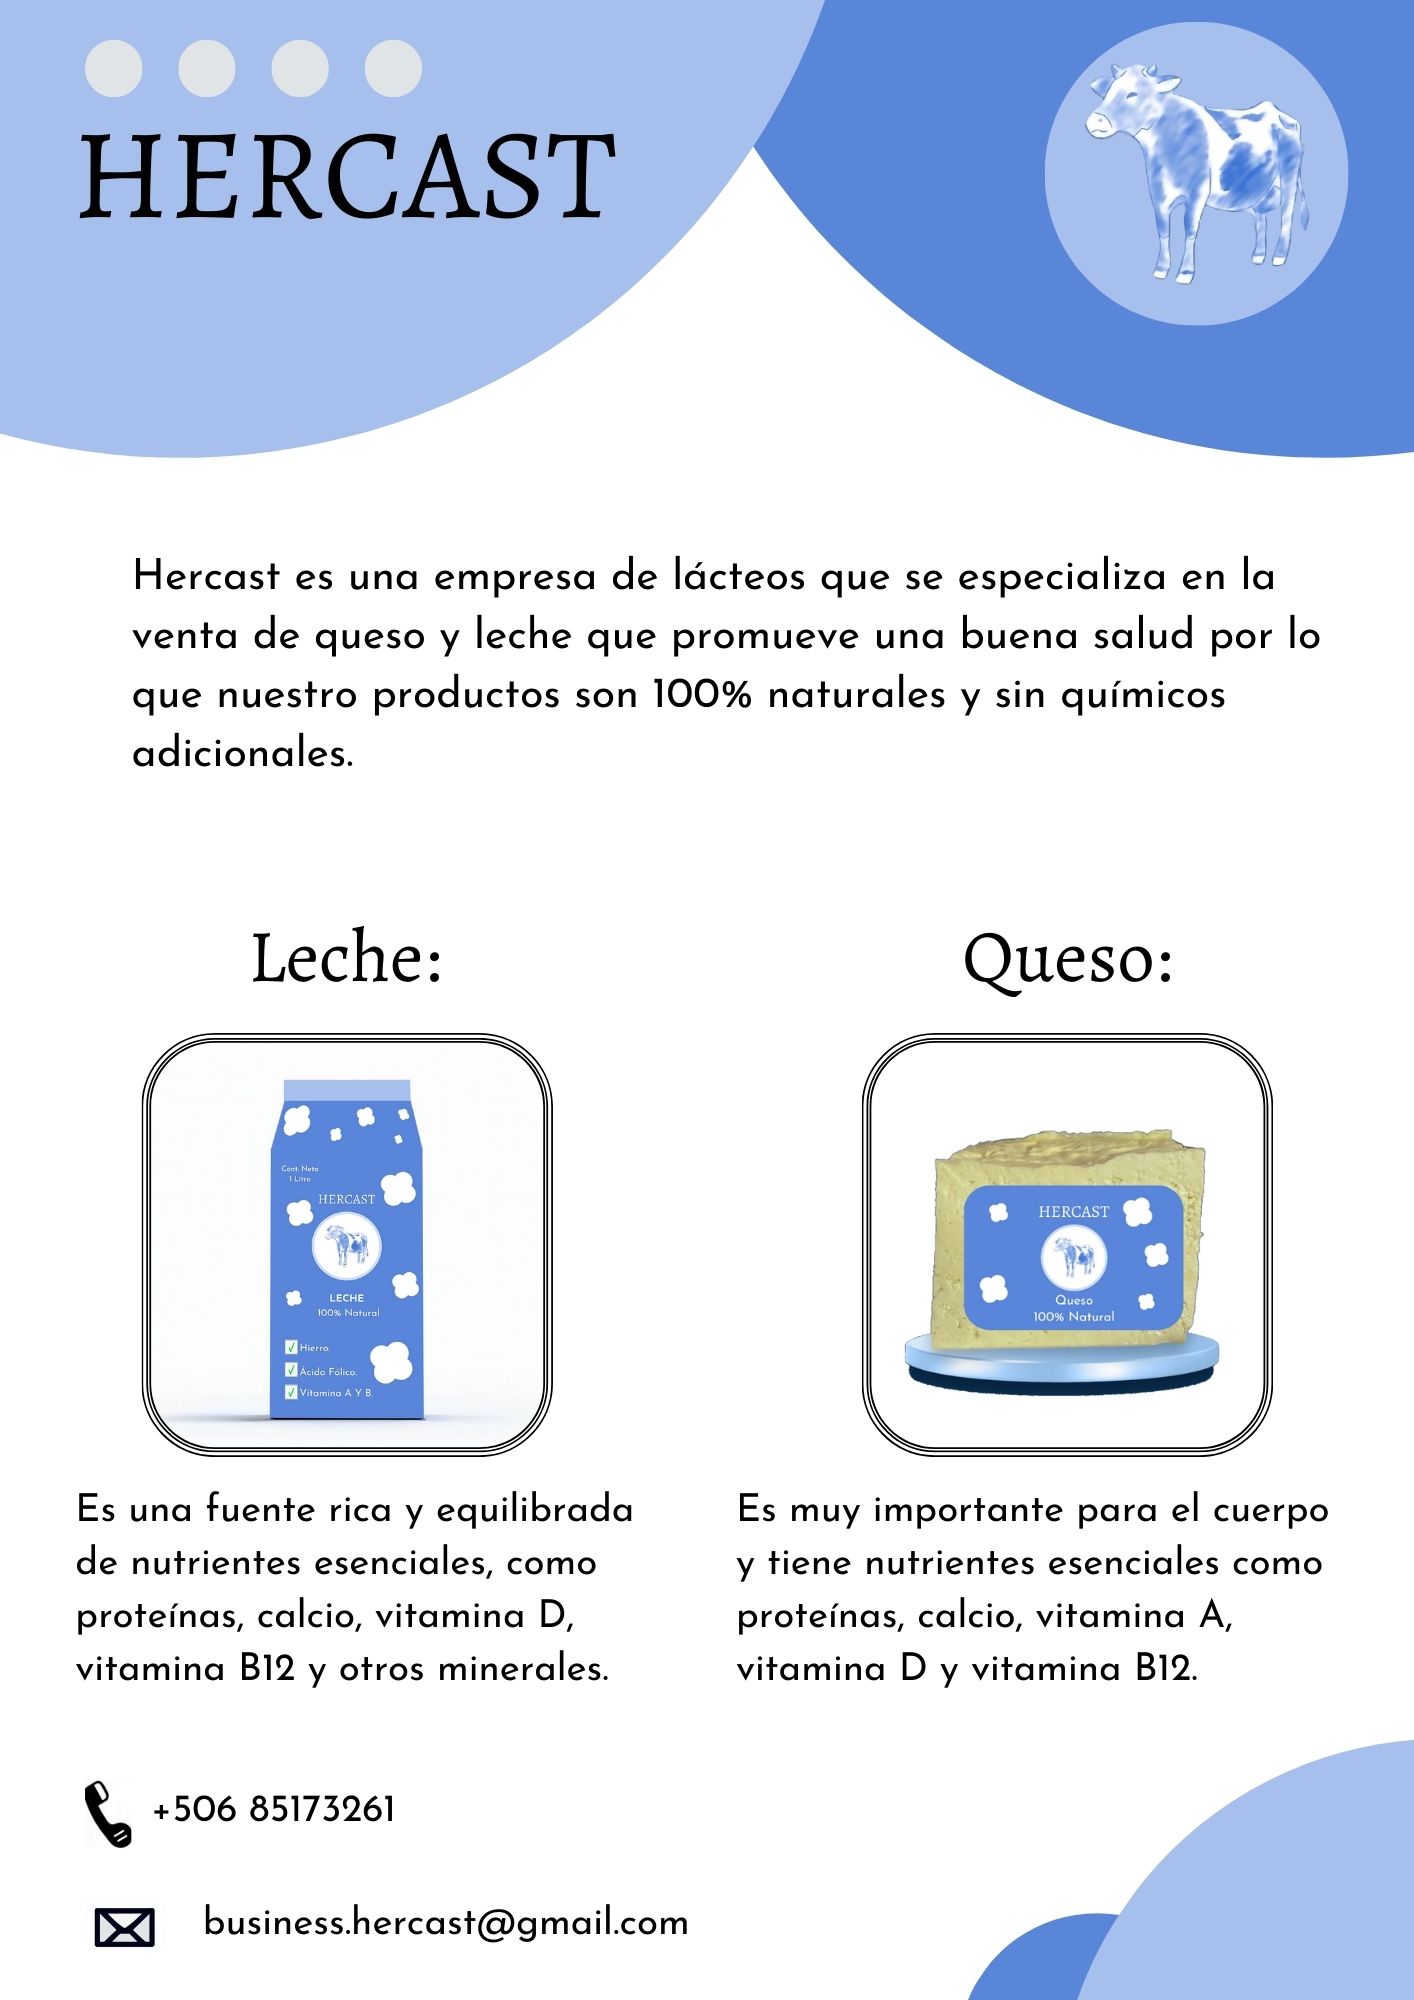 HERCAST
Hercast es una empresa de lácteos que se especializa en la
venta de queso y leche que promueve una buena salud por lo
que nuestro productos son 100% naturales y sin químicos
adicionales.
Leche:
Cont. Neto
1 Litro
HERCAST
LECHE
100% Natural
Hierro.
Ácido Fólico.
Vitamina A Y B.
Es una fuente rica y equilibrada
de nutrientes esenciales, como
proteínas, calcio, vitamina D,
vitamina B12 y otros minerales.
Queso:
HERCAST
Queso
100% Natural
Es muy importante para el cuerpo
y tiene nutrientes esenciales como
proteínas, calcio, vitamina A,
vitamina D y vitamina B12.
+506 85173261
business.hercast@gmail.com